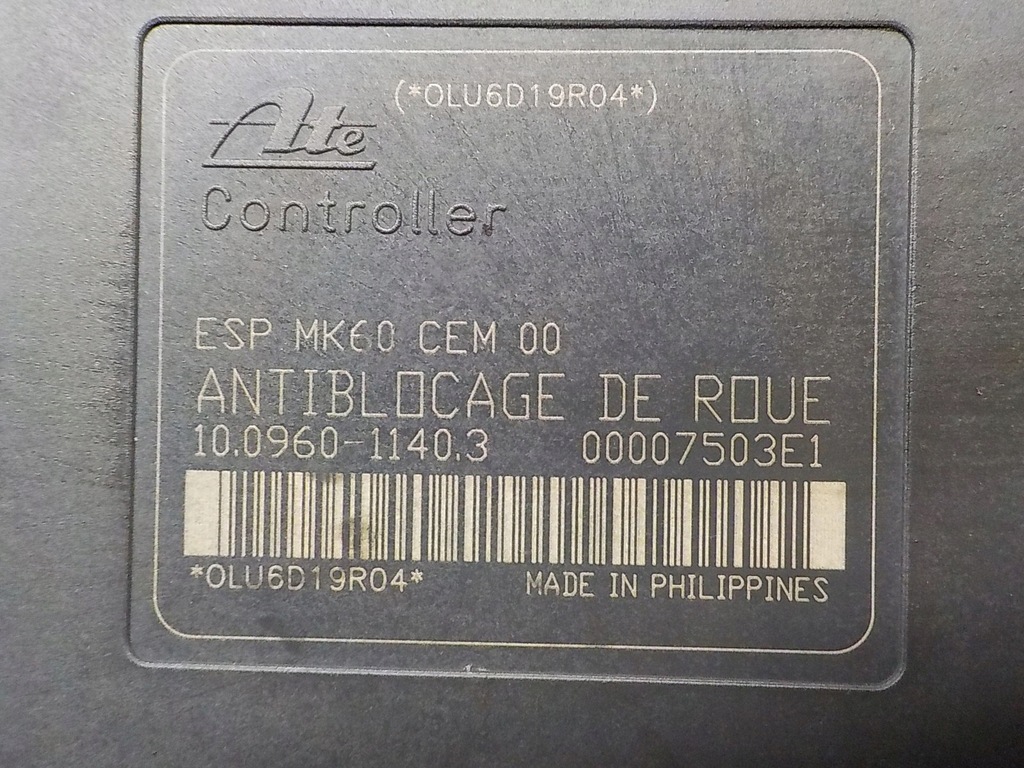 (*OLU6D19R04*)
Ate
Controller
ESP MK60 CEM 00
ANTIBLOCAGE DE ROUE
10.0960-1140.3 00007503E1
*OLU6D19R04* MADE IN PHILIPPINES